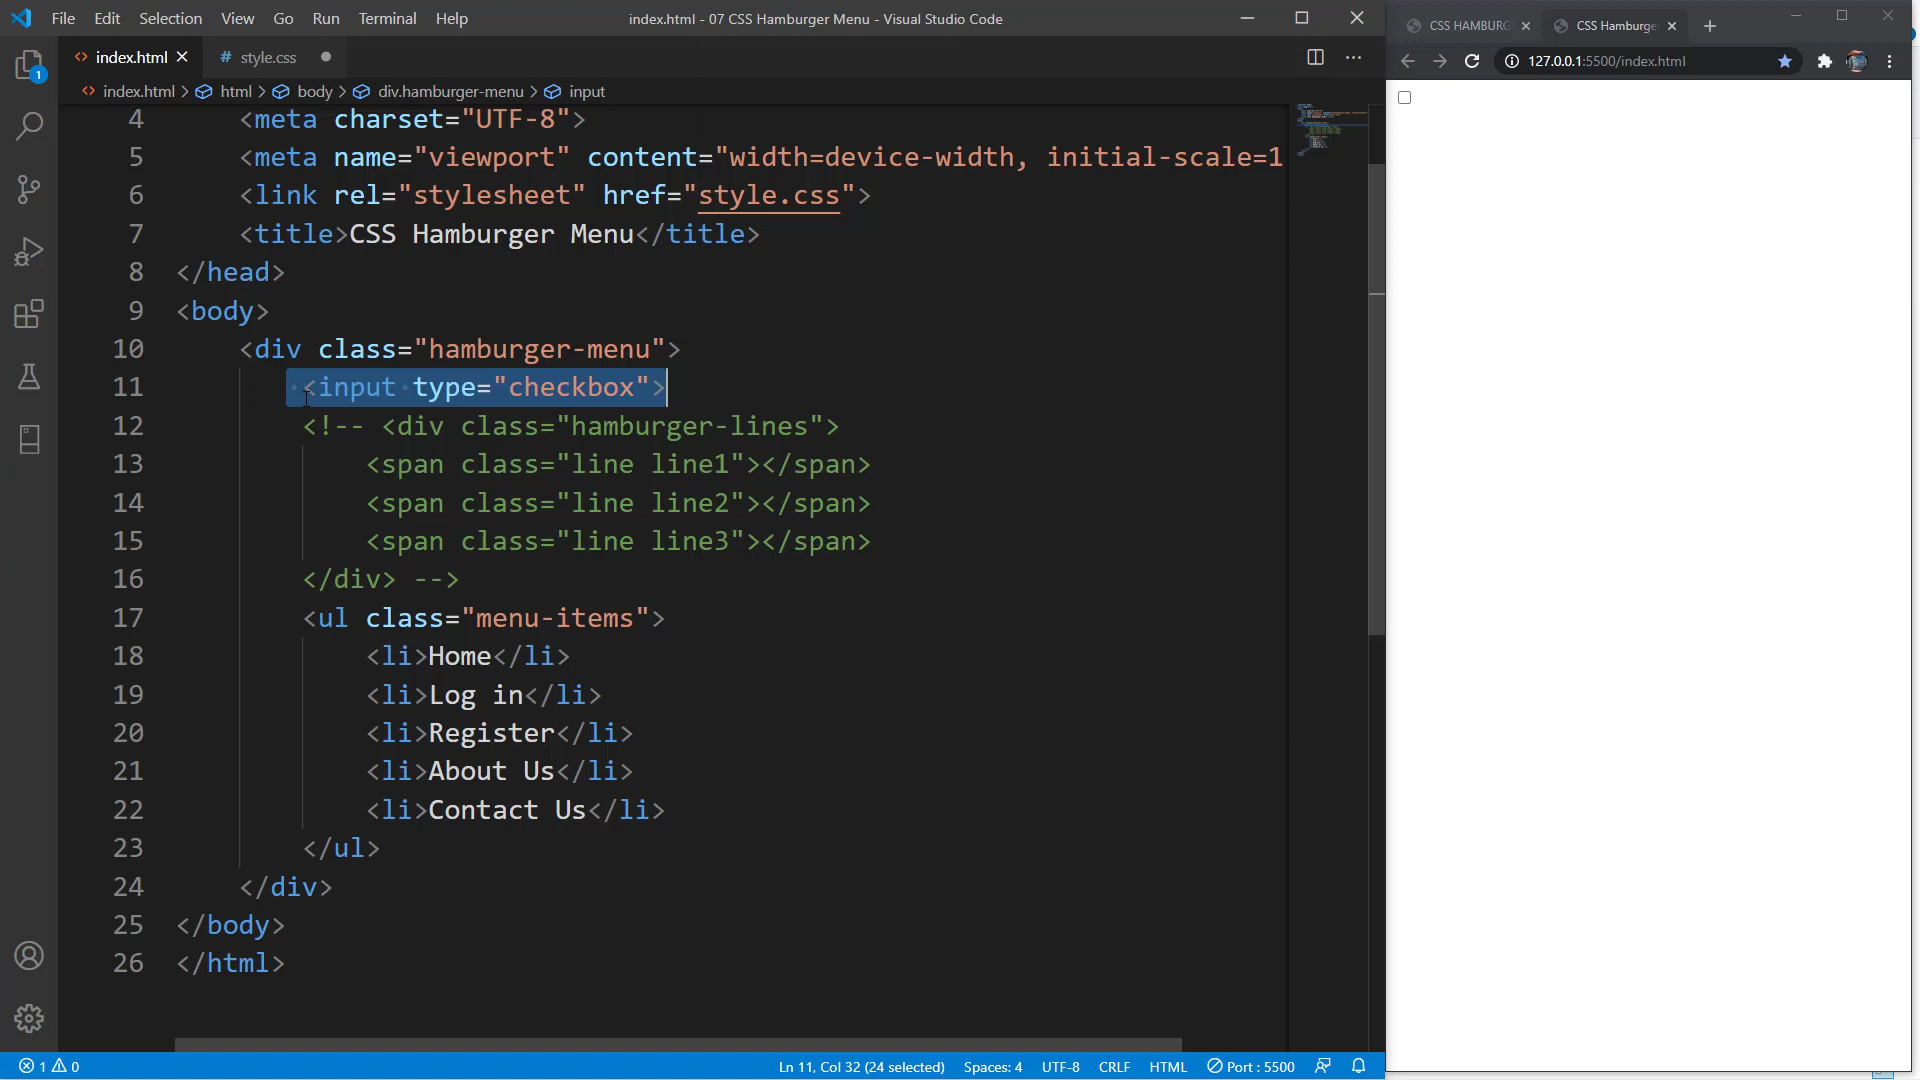 File Edit Selection View Go Run Terminal Help
index.html - 07 CSS Hamburger Menu - Visual Studio Code
index.html
# style.css
index.html > html > body > div.hamburger-menu > input
4 <meta charset="UTF-8">
5 <meta name="viewport" content="width=device-width, initial-scale=1
6 <link rel="stylesheet" href="style.css">
7 <title>CSS Hamburger Menu</title>
8 </head>
9 <body>
10 <div class="hamburger-menu">
11 <input type="checkbox">
12 <!-- <div class="hamburger-lines">
13 <span class="line line1"></span>
14 <span class="line line2"></span>
15 <span class="line line3"></span>
16 </div> -->
17 <ul class="menu-items">
18 <li>Home</li>
19 <li>Log in</li>
20 <li>Register</li>
21 <li>About Us</li>
22 <li>Contact Us</li>
23 </ul>
24 </div>
25 </body>
26 </html>
1
1 0
Ln 11, Col 32 (24 selected) Spaces: 4 UTF-8 CRLF HTML Port : 5500
CSS HAMBURG
CSS Hamburge
127.0.0.1:5500/index.html